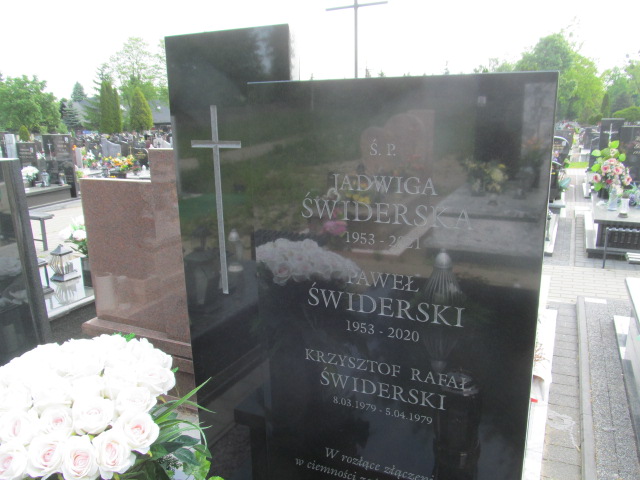 Ś. P.
JADWIGA
ŚWIDERSKA
1953 - 2021
PAWEŁ
ŚWIDERSKI
1953 - 2020
KRZYSZTOF RAFAŁ
ŚWIDERSKI
8.03.1979 - 5.04.1979
W rozłące złączeni
w ciemności